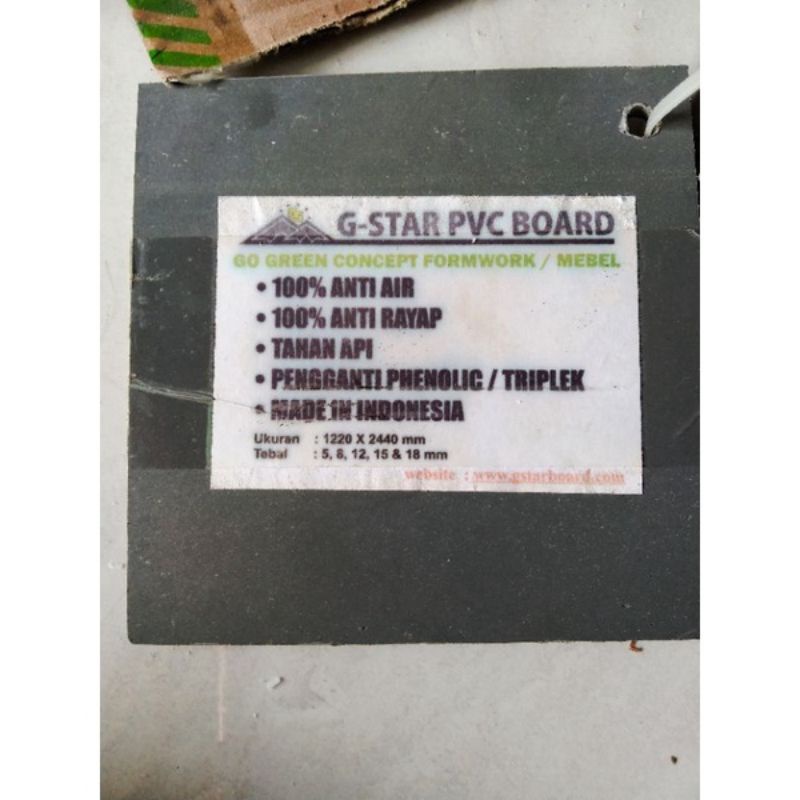 G-STAR PVC BOARD
GO GREEN CONCEPT FORMWORK / MEBEL
• 100% ANTI AIR
• 100% ANTI RAYAP
• TAHAN API
• PENGGANTI PHENOLIC / TRIPLEK
• MADE IN INDONESIA
Ukuran : 1220 X 2440 mm
Tebal : 5, 8, 12, 15 & 18 mm
website : www.gstarboard.com